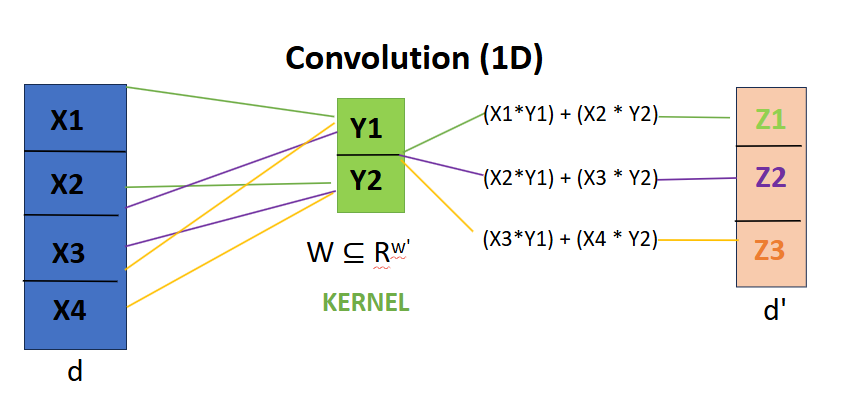 Convolution (1D)
X1
X2
X3
X4
d
Y1
Y2
W ⊆ Rw'
KERNEL
(X1*Y1) + (X2 * Y2)
(X2*Y1) + (X3 * Y2)
(X3*Y1) + (X4 * Y2)
Z1
Z2
Z3
d'